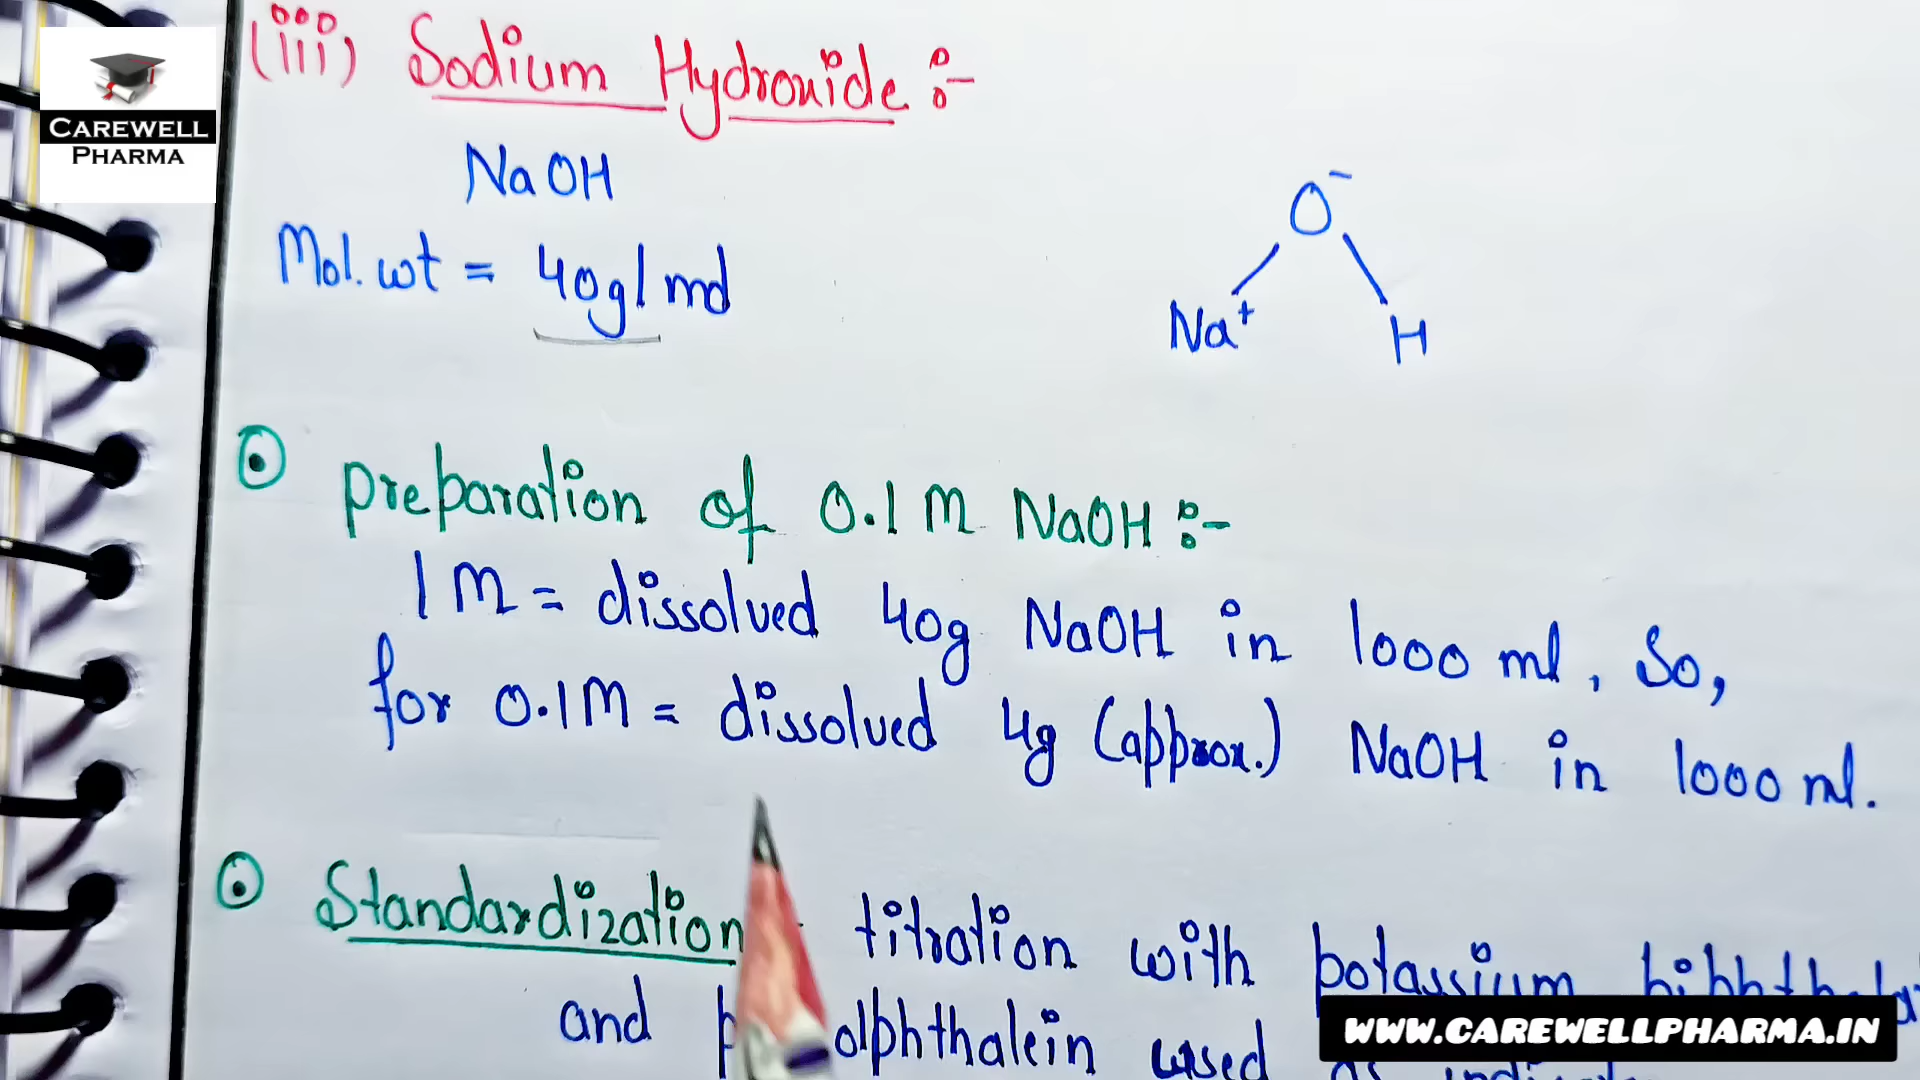 (iii) Sodium Hydroxide :-
CAREWELL
PHARMA
NaOH
Mol. wt = 40g/mol
O⁻
Na⁺ H
preparation of 0.1 M NaOH :-
1 M = dissolved 40g NaOH in 1000 ml. So,
for 0.1M = dissolved 4g (approx.) NaOH in 1000 ml.
Standardization titration with potassium
and used
WWW.CAREWELLPHARMA.IN